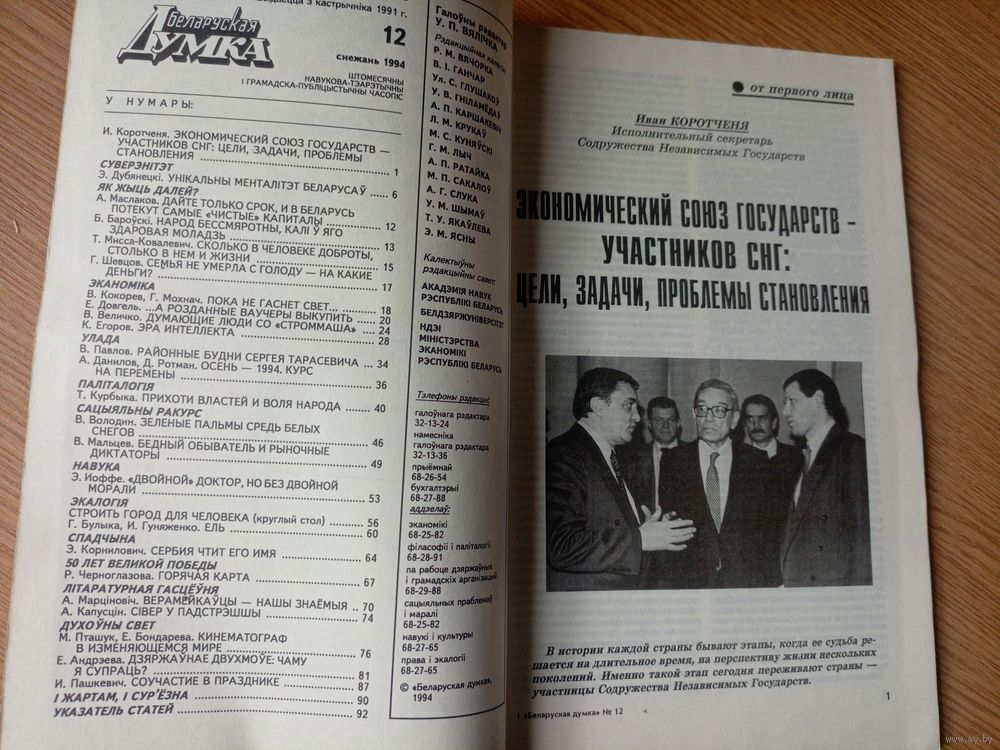 выдаецца з кастрычніка 1991 г.
Беларуская
ДУМКА
12
снежань 1994
ШТОМЕСЯЧНЫ
НАВУКОВА-ТЭАРЭТЫЧНЫ
І ГРАМАДСКА-ПУБЛІЦЫСТЫЧНЫ ЧАСОПІС
У НУМАРЫ:
И. Коротченя. ЭКОНОМИЧЕСКИЙ СОЮЗ ГОСУДАРСТВ —
УЧАСТНИКОВ СНГ: ЦЕЛИ, ЗАДАЧИ, ПРОБЛЕМЫ
СТАНОВЛЕНИЯ 1
СУВЕРЭНІТЭТ
Э. Дубянецкі. УНІКАЛЬНЫ МЕНТАЛІТЭТ БЕЛАРУСАЎ 6
ЯК ЖЫЦЬ ДАЛЕЙ?
А. Маслаков. ДАЙТЕ ТОЛЬКО СРОК, И В БЕЛАРУСЬ
ПОТЕКУТ САМЫЕ «ЧИСТЫЕ» КАПИТАЛЫ 12
Б. Бароўскі. НАРОД БЕССМЯРОТНЫ, КАЛІ Ў ЯГО
ЗДАРОВАЯ МОЛАДЗЬ 13
Т. Мисса-Ковалевич. СКОЛЬКО В ЧЕЛОВЕКЕ ДОБРОТЫ,
СТОЛЬКО В НЕМ И ЖИЗНИ 15
Г. Шевцов. СЕМЬЯ НЕ УМЕРЛА С ГОЛОДУ — НА КАКИЕ
ДЕНЬГИ? 17
ЭКАНОМІКА
В. Кокорев, Г. Мохнач. ПОКА НЕ ГАСНЕТ СВЕТ... 18
Е. Довгель. ...А РОЗДАННЫЕ ВАУЧЕРЫ ВЫКУПИТЬ 20
В. Величко. ДУМАЮЩИЕ ЛЮДИ СО «СТРОММАША» 24
К. Егоров. ЭРА ИНТЕЛЛЕКТА 28
УЛАДА
В. Павлов. РАЙОННЫЕ БУДНИ СЕРГЕЯ ТАРАСЕВИЧА 34
А. Данилов, Д. Ротман. ОСЕНЬ — 1994. КУРС
НА ПЕРЕМЕНЫ 36
ПАЛІТАЛОГІЯ
Т. Курбыка. ПРИХОТИ ВЛАСТЕЙ И ВОЛЯ НАРОДА 40
САЦЫЯЛЬНЫ РАКУРС
В. Володин. ЗЕЛЕНЫЕ ПАЛЬМЫ СРЕДЬ БЕЛЫХ
СНЕГОВ 46
В. Мальцев. БЕДНЫЙ ОБЫВАТЕЛЬ И РЫНОЧНЫЕ
ДИКТАТОРЫ 49
НАВУКА
Э. Иоффе. «ДВОЙНОЙ» ДОКТОР, НО БЕЗ ДВОЙНОЙ
МОРАЛИ 53
ЭКАЛОГІЯ
СТРОИТЬ ГОРОД ДЛЯ ЧЕЛОВЕКА (круглый стол) 56
Г. Булыка, И. Гуняженко. ЕЛЬ 60
СПАДЧЫНА
Э. Корнилович. СЕРБИЯ ЧТИТ ЕГО ИМЯ 64
50 ЛЕТ ВЕЛИКОЙ ПОБЕДЫ
Р. Черноглазова. ГОРЯЧАЯ КАРТА 67
ЛІТАРАТУРНАЯ ГАСЦЁЎНЯ
А. Марціновіч. ВЕРАМЕЙКАЎЦЫ — НАШЫ ЗНАЁМЫЯ 70
А. Капусцін. СІВЕР У ПАДСТРЭШШЫ 74
ДУХОЎНЫ СВЕТ
М. Пташук, Е. Бондарева. КИНЕМАТОГРАФ
В ИЗМЕНЯЮЩЕМСЯ МИРЕ 76
Е. Андрэева. ДЗЯРЖАЎНАЕ ДВУХМОЎЕ: ЧАМУ
Я СУПРАЦЬ? 81
И. Пашкевич. СОУЧАСТИЕ В ПРАЗДНИКЕ 87
І ЖАРТАМ, І СУР'ЁЗНА 90
УКАЗАТЕЛЬ СТАТЕЙ 92
Галоўны рэдактар
У. П. ВЯЛІЧКА
Рэдакцыйная калегія:
Р. М. ВЯЧОРКА
В. І. ГАНЧАР
Ул. С. ГЛУШАКОЎ
У. В. ГНІЛАМЁДАЎ
А. П. КАРШАКЕВІЧ
Л. М. КРУКАЎ
М. С. КУНЯЎСКІ
Г. М. ЛЫЧ
А. П. РАТАЙКА
М. П. САКАЛОЎ
А. Г. СЛУКА
У. М. ШЫМАЎ
Т. У. ЯКАЎЛЕВА
Э. М. ЯСНЫ
Калектыўны
рэдакцыйны савет:
АКАДЭМІЯ НАВУК
РЭСПУБЛІКІ БЕЛАРУСЬ
БЕЛДЗЯРЖУНІВЕРСІТЭТ
НДЭІ
МІНІСТЭРСТВА
ЭКАНОМІКІ
РЭСПУБЛІКІ БЕЛАРУСЬ
Тэлефоны рэдакцыі:
галоўнага рэдактара
32-13-24
намесніка
галоўнага рэдактара
32-13-36
прыёмнай
68-26-54
бухгалтэрыі
68-27-88
аддзелаў:
эканомікі
68-25-82
філасофіі і паліталогіі
68-28-91
па рабоце дзяржаўных
і грамадскіх арганізацый
68-29-88
сацыяльных праблемаў
і маралі
68-25-82
навукі і культуры
68-27-65
права і экалогіі
68-27-65
© «Беларуская думка»,
1994
от первого лица
Иван КОРОТЧЕНЯ
Исполнительный секретарь
Содружества Независимых Государств
ЭКОНОМИЧЕСКИЙ СОЮЗ ГОСУДАРСТВ –
УЧАСТНИКОВ СНГ:
ЦЕЛИ, ЗАДАЧИ, ПРОБЛЕМЫ СТАНОВЛЕНИЯ
В истории каждой страны бывают этапы, когда ее судьба ре-
шается на длительное время, на перспективу жизни нескольких
поколений. Именно такой этап сегодня переживают страны —
участницы Содружества Независимых Государств.
1
1 «Беларуская думка» № 12
www.ay.by